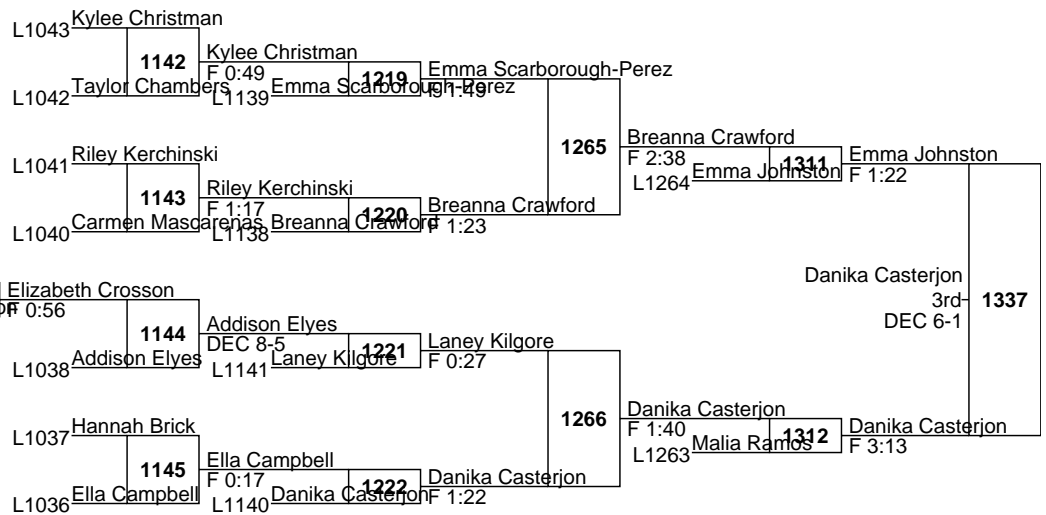 L1043 Kylee Christman
1142 Kylee Christman
F 0:49
L1042 Taylor Chambers
L1139 Emma Scarborough-Perez
1219 Emma Scarborough-Perez
F 1:49
L1041 Riley Kerchinski
1143 Riley Kerchinski
F 1:17
L1040 Carmen Mascarenas
L1138 Breanna Crawford
1220 Breanna Crawford
F 1:23
1265 Breanna Crawford
F 2:38
L1264 Emma Johnston
1311 Emma Johnston
F 1:22
Elizabeth Crosson
F 0:56
1144 Addison Elyes
DEC 8-5
L1038 Addison Elyes
L1141 Laney Kilgore
1221 Laney Kilgore
F 0:27
L1037 Hannah Brick
1145 Ella Campbell
F 0:17
L1036 Ella Campbell
L1140 Danika Casterjon
1222 Danika Casterjon
F 1:22
1266 Danika Casterjon
F 1:40
L1263 Malia Ramos
1312 Danika Casterjon
F 3:13
Danika Casterjon
3rd 1337
DEC 6-1